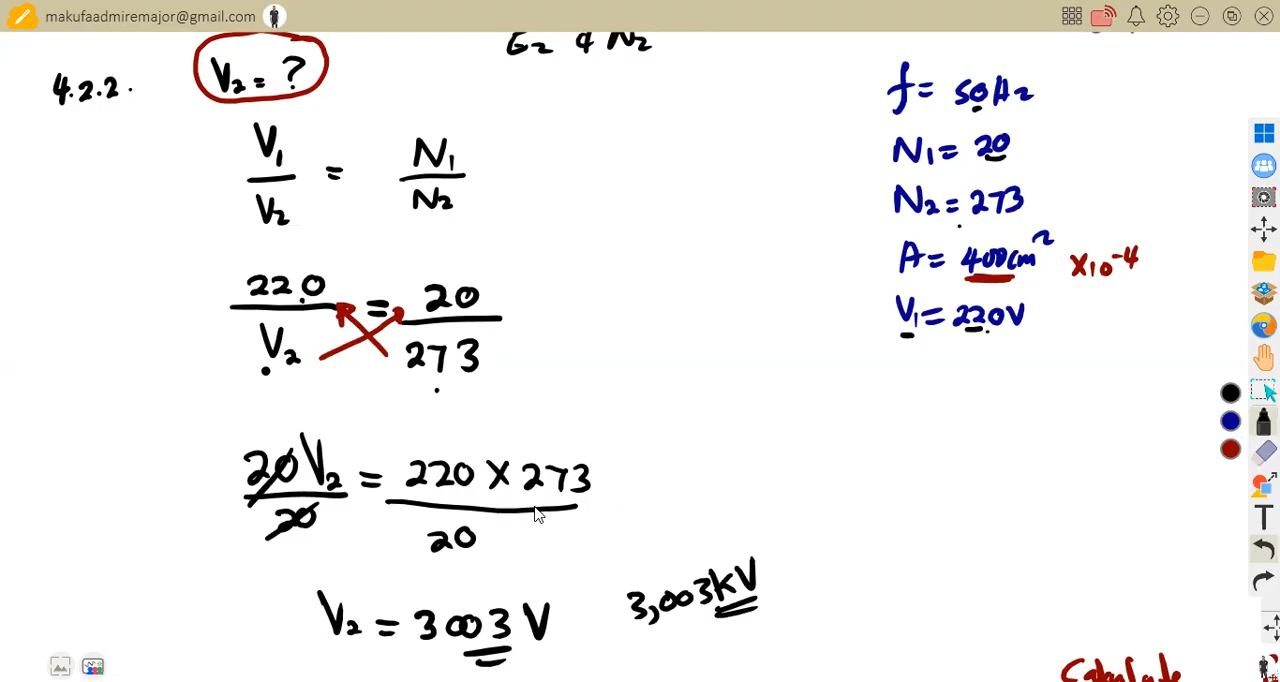 makufaadmiremajor@gmail.com
E2 α N2
4.2.2.
V2 = ?
V1 / V2 = N1 / N2
220 / V2 = 20 / 273
20V2 / 20 = 220 × 273 / 20
V2 = 3003 V
3,003kV
f = 50Hz
N1 = 20
N2 = 273
A = 400cm² ×10⁻⁴
V1 = 220V
T
Calculate